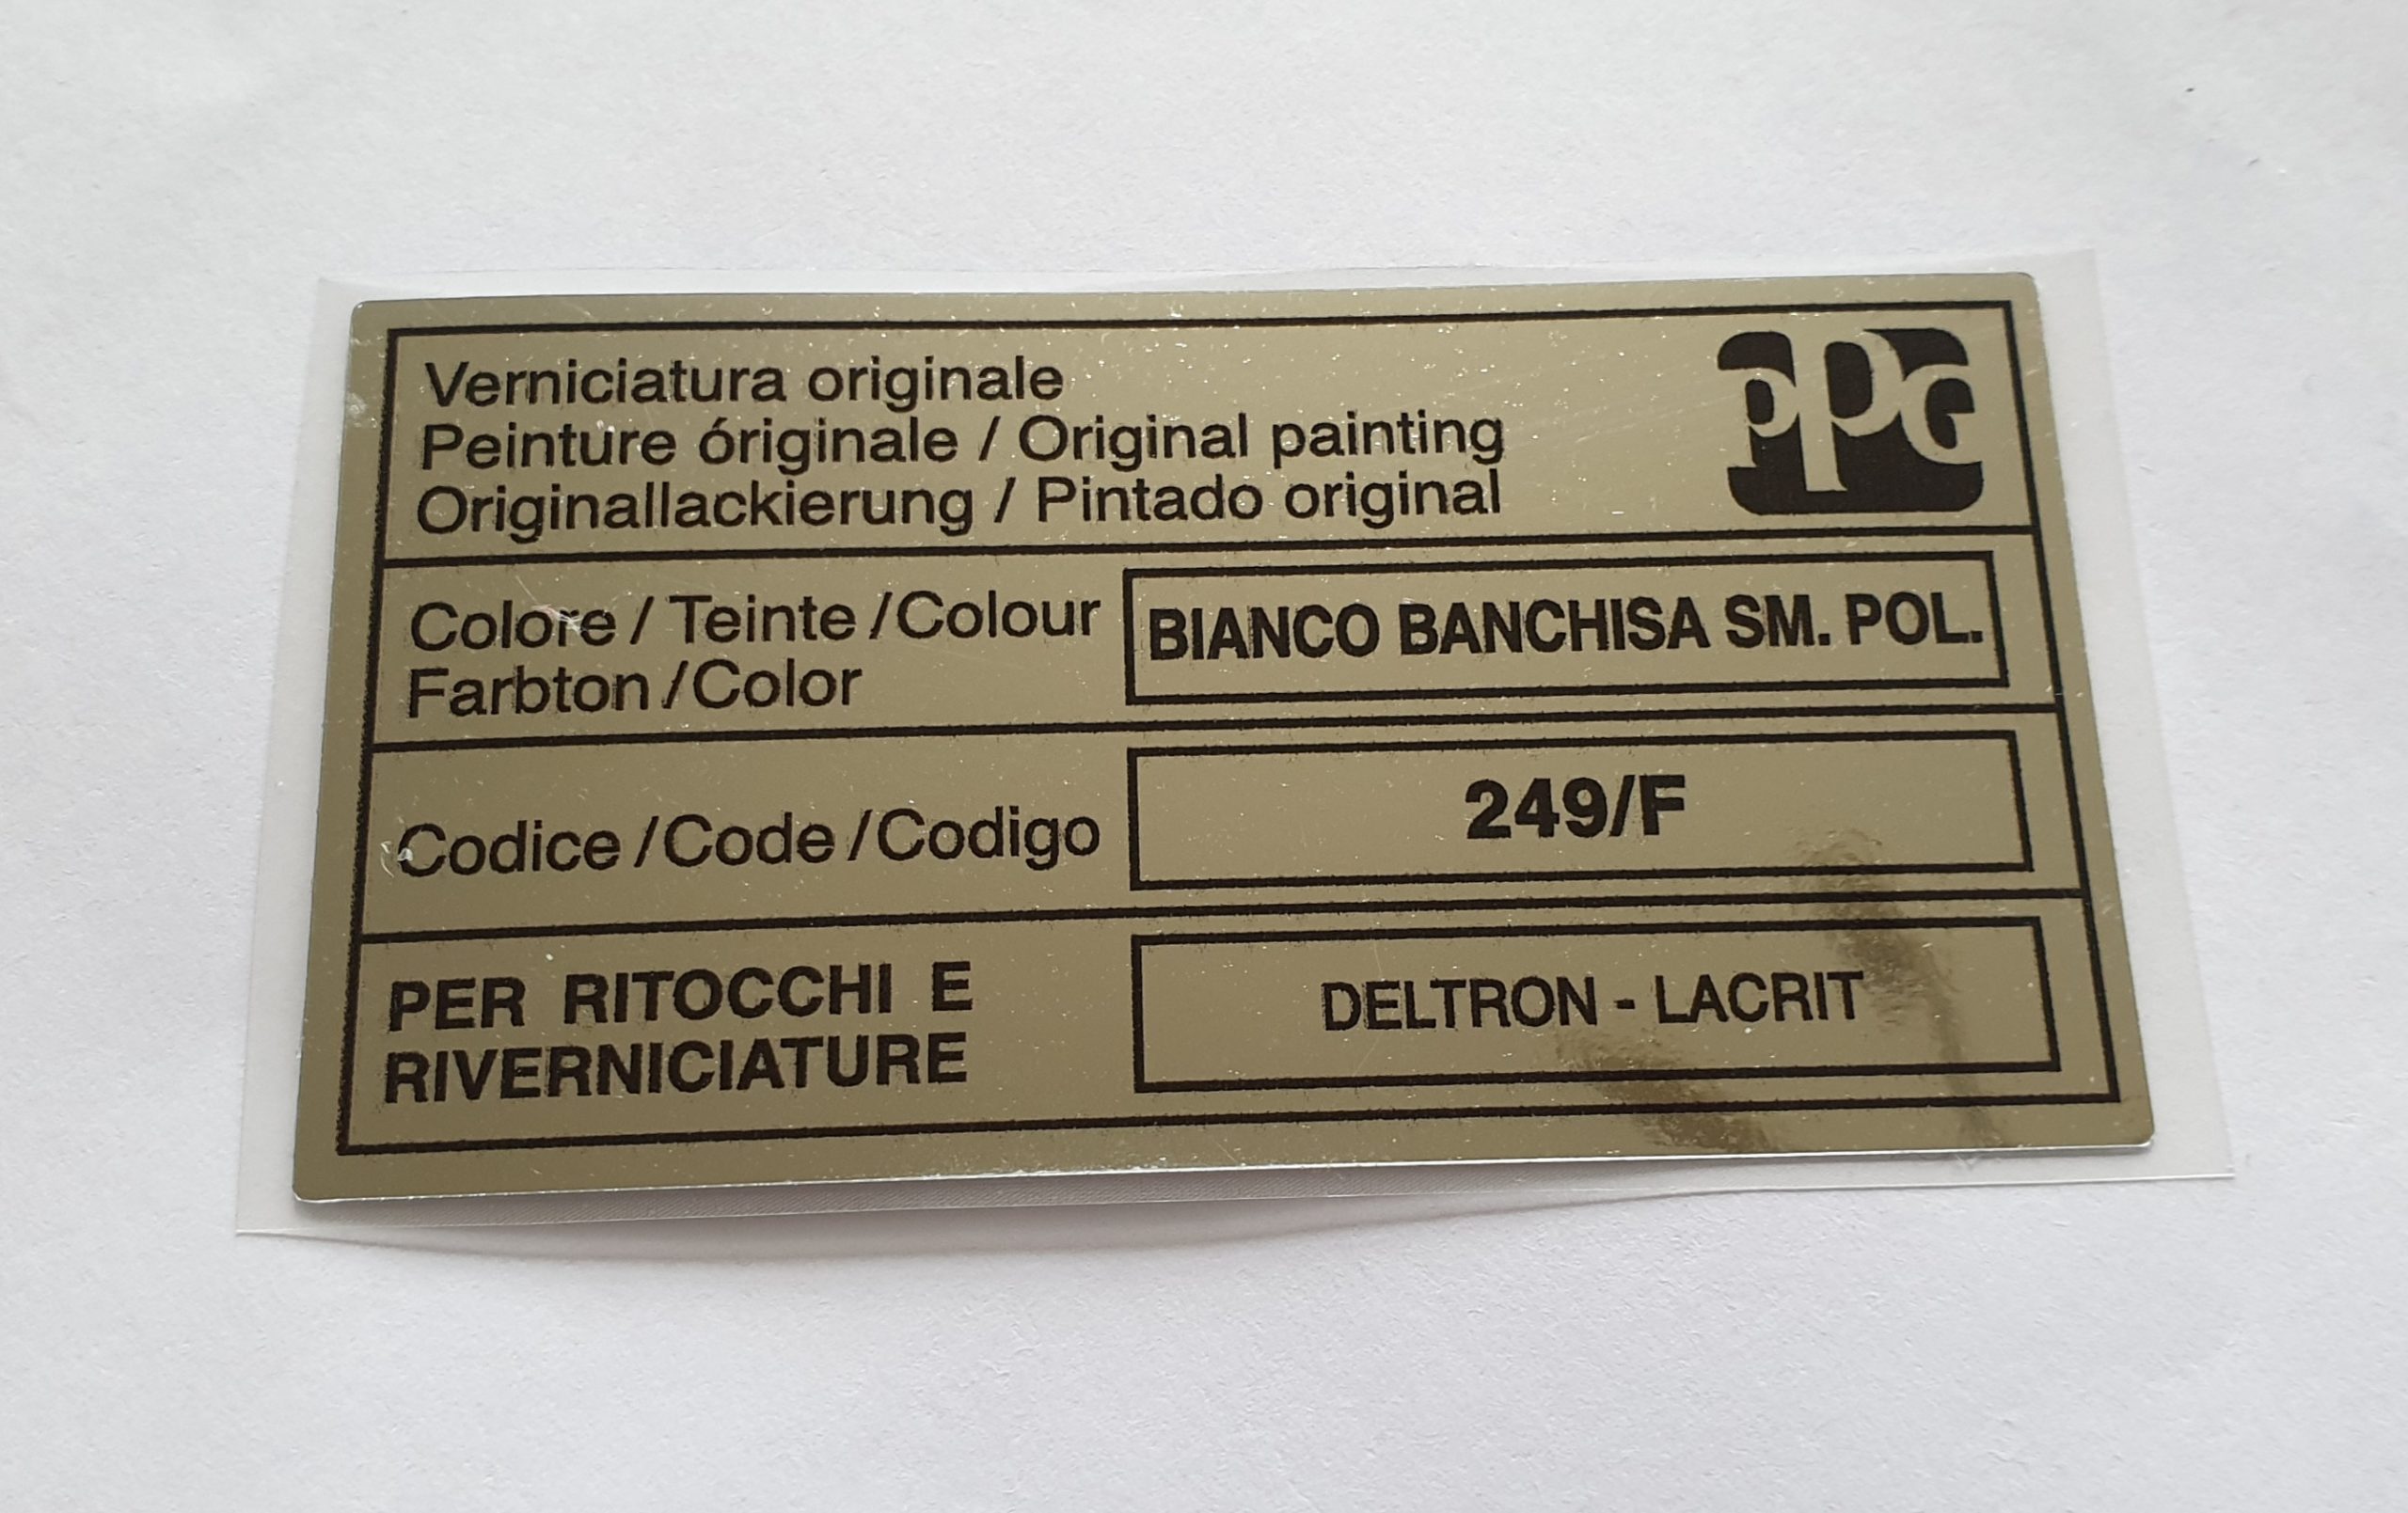 Verniciatura originale
Peinture óriginale / Original painting
Originallackierung / Pintado original
ppg
Colore / Teinte / Colour
Farbton / Color
BIANCO BANCHISA SM. POL.
Codice / Code / Codigo
249/F
PER RITOCCHI E
RIVERNICIATURE
DELTRON - LACRIT